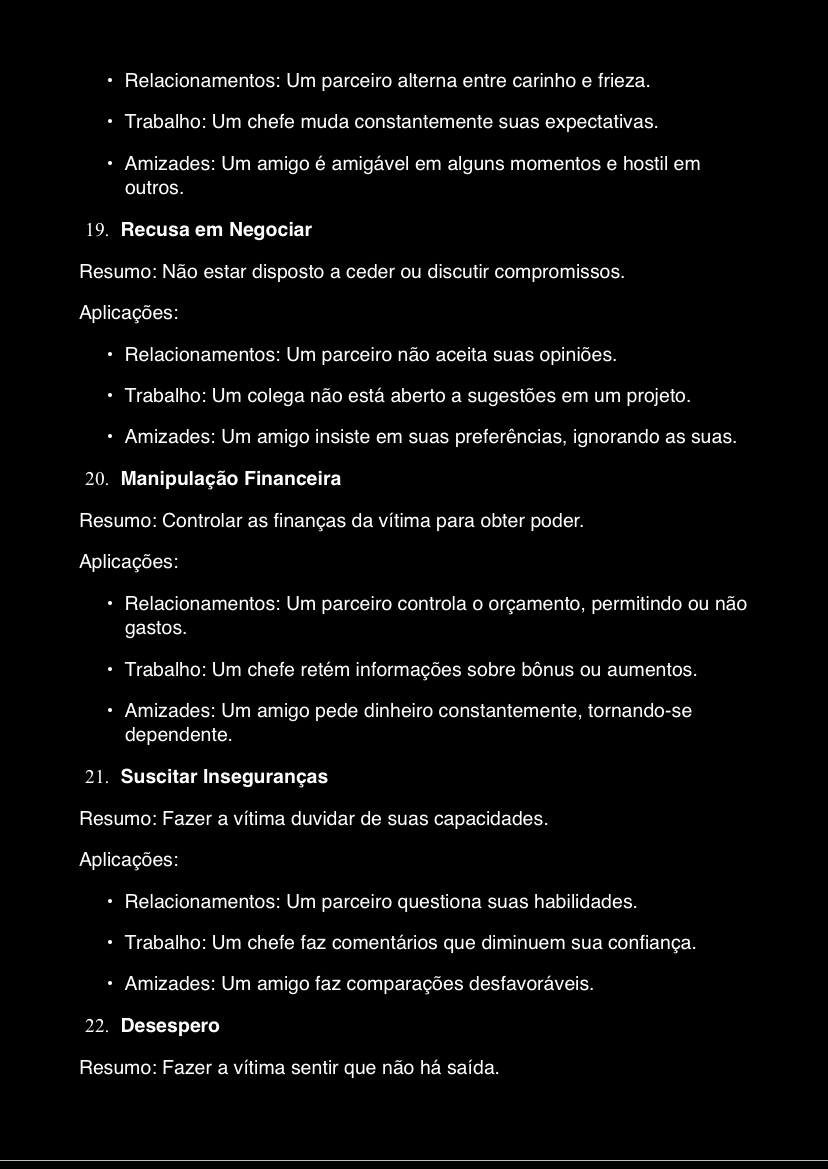 • Relacionamentos: Um parceiro alterna entre carinho e frieza.
• Trabalho: Um chefe muda constantemente suas expectativas.
• Amizades: Um amigo é amigável em alguns momentos e hostil em
outros.
19. Recusa em Negociar
Resumo: Não estar disposto a ceder ou discutir compromissos.
Aplicações:
• Relacionamentos: Um parceiro não aceita suas opiniões.
• Trabalho: Um colega não está aberto a sugestões em um projeto.
• Amizades: Um amigo insiste em suas preferências, ignorando as suas.
20. Manipulação Financeira
Resumo: Controlar as finanças da vítima para obter poder.
Aplicações:
• Relacionamentos: Um parceiro controla o orçamento, permitindo ou não
gastos.
• Trabalho: Um chefe retém informações sobre bônus ou aumentos.
• Amizades: Um amigo pede dinheiro constantemente, tornando-se
dependente.
21. Suscitar Inseguranças
Resumo: Fazer a vítima duvidar de suas capacidades.
Aplicações:
• Relacionamentos: Um parceiro questiona suas habilidades.
• Trabalho: Um chefe faz comentários que diminuem sua confiança.
• Amizades: Um amigo faz comparações desfavoráveis.
22. Desespero
Resumo: Fazer a vítima sentir que não há saída.